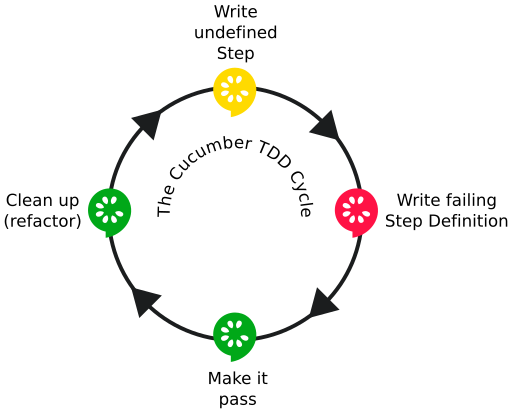 Write
undefined
Step
The Cucumber TDD Cycle
Clean up
(refactor)
Write failing
Step Definition
Make it
pass